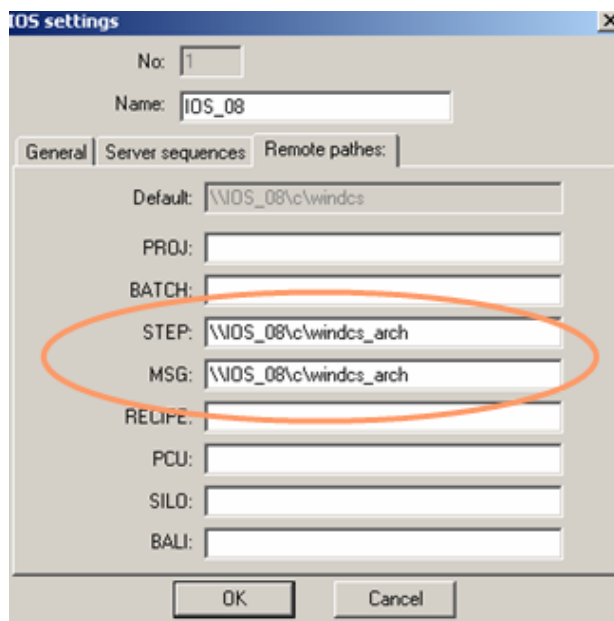 IOS settings
No: 1
Name: IOS_08
General Server sequences Remote pathes:
Default: \\IOS_08\c\windcs
PROJ:
BATCH:
STEP: \\IOS_08\c\windcs_arch
MSG: \\IOS_08\c\windcs_arch
RECIPE:
PCU:
SILO:
BALI:
OK Cancel